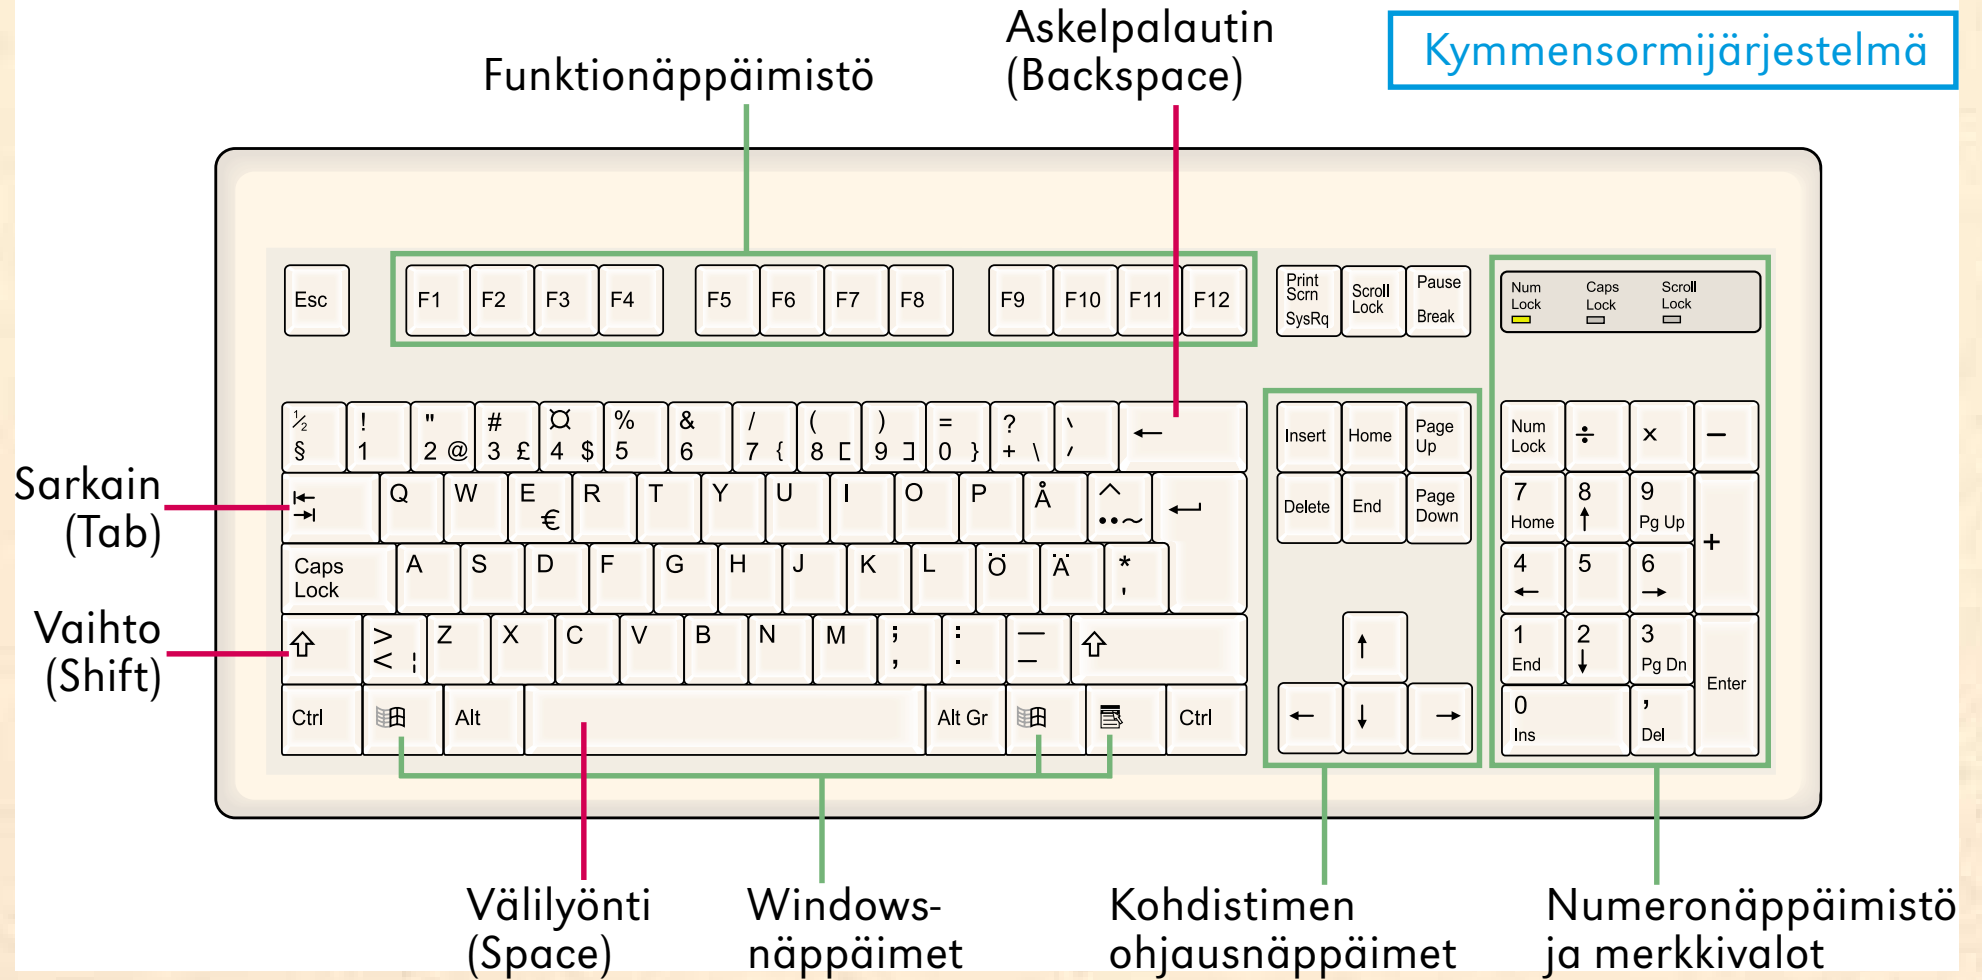 Askelpalautin
(Backspace)
Kymmensormijärjestelmä
Funktionäppäimistö
Esc F1 F2 F3 F4 F5 F6 F7 F8 F9 F10 F11 F12
Print
Scrn
SysRq
Scroll
Lock
Pause
Break
Num
Lock
Caps
Lock
Scroll
Lock
½ ! " # ¤ % & / ( ) = ? `
§ 1 2 @ 3 £ 4 $ 5 6 7 { 8 [ 9 ] 0 } + \ ´ ←
Insert Home Page
Up
Num
Lock ÷ × −
Sarkain
(Tab)
Q W E € R T Y U I O P Å ^ ¨ ~
Delete End Page
Down
7 8 9
Home ↑ Pg Up
+
Caps
Lock
A S D F G H J K L Ö Ä * '
4 5 6
← →
Vaihto
(Shift)
> < ¦ Z X C V B N M ; , : . _ -
↑
1 2 3
End ↓ Pg Dn
Enter
Ctrl Alt Alt Gr Ctrl
← ↓ →
0 ,
Ins Del
Välilyönti
(Space)
Windows-
näppäimet
Kohdistimen
ohjausnäppäimet
Numeronäppäimistö
ja merkkivalot